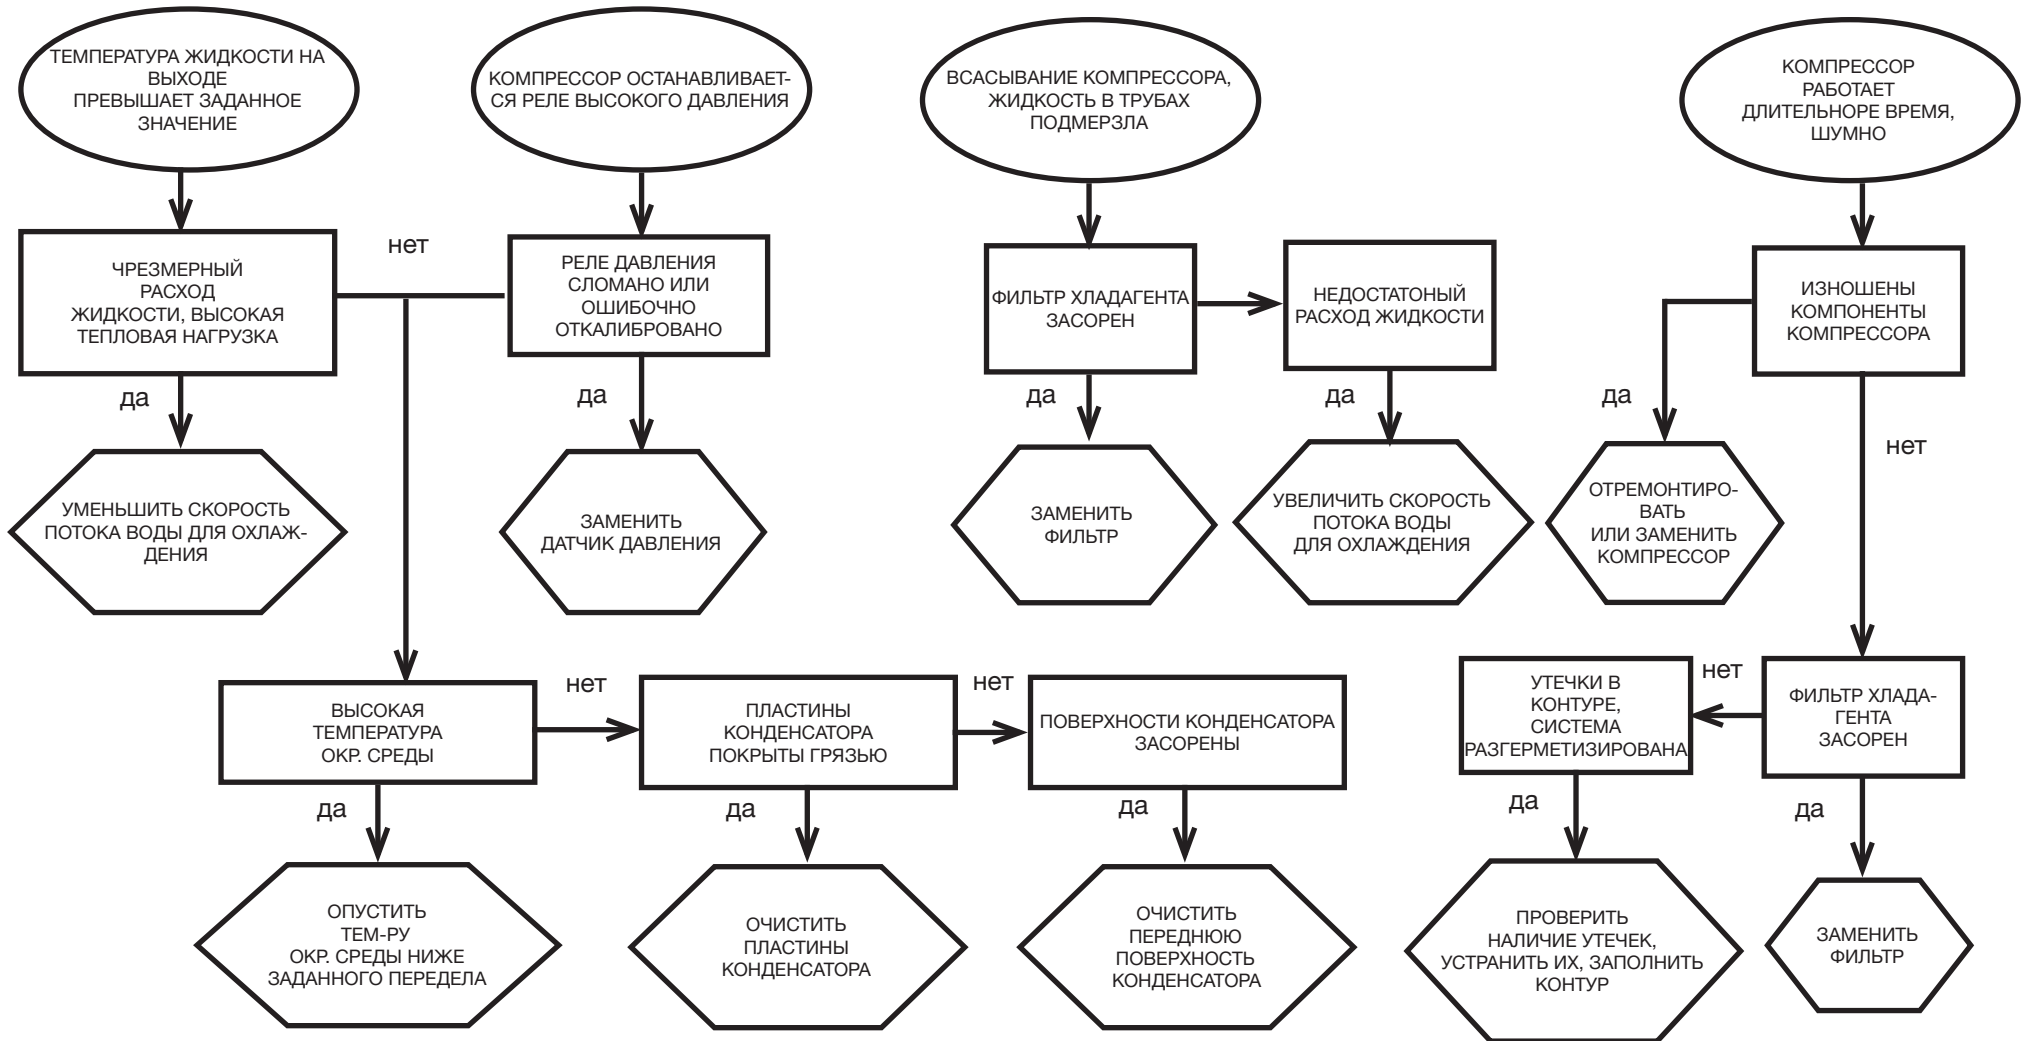 ТЕМПЕРАТУРА ЖИДКОСТИ НА
ВЫХОДЕ
ПРЕВЫШАЕТ ЗАДАННОЕ
ЗНАЧЕНИЕ
КОМПРЕССОР ОСТАНАВЛИВАЕТ-
СЯ РЕЛЕ ВЫСОКОГО ДАВЛЕНИЯ
ВСАСЫВАНИЕ КОМПРЕССОРА,
ЖИДКОСТЬ В ТРУБАХ
ПОДМЕРЗЛА
КОМПРЕССОР
РАБОТАЕТ
ДЛИТЕЛЬНОРЕ ВРЕМЯ,
ШУМНО
ЧРЕЗМЕРНЫЙ
РАСХОД
ЖИДКОСТИ, ВЫСОКАЯ
ТЕПЛОВАЯ НАГРУЗКА
нет
РЕЛЕ ДАВЛЕНИЯ
СЛОМАНО ИЛИ
ОШИБОЧНО
ОТКАЛИБРОВАНО
ФИЛЬТР ХЛАДАГЕНТА
ЗАСОРЕН
НЕДОСТАТОНЫЙ
РАСХОД ЖИДКОСТИ
ИЗНОШЕНЫ
КОМПОНЕНТЫ
КОМПРЕССОРА
да
да
да
да
да
нет
УМЕНЬШИТЬ СКОРОСТЬ
ПОТОКА ВОДЫ ДЛЯ ОХЛАЖ-
ДЕНИЯ
ЗАМЕНИТЬ
ДАТЧИК ДАВЛЕНИЯ
ЗАМЕНИТЬ
ФИЛЬТР
УВЕЛИЧИТЬ СКОРОСТЬ
ПОТОКА ВОДЫ
ДЛЯ ОХЛАЖДЕНИЯ
ОТРЕМОНТИРО-
ВАТЬ
ИЛИ ЗАМЕНИТЬ
КОМПРЕССОР
ВЫСОКАЯ
ТЕМПЕРАТУРА
ОКР. СРЕДЫ
нет
ПЛАСТИНЫ
КОНДЕНСАТОРА
ПОКРЫТЫ ГРЯЗЬЮ
нет
ПОВЕРХНОСТИ КОНДЕНСАТОРА
ЗАСОРЕНЫ
УТЕЧКИ В
КОНТУРЕ,
СИСТЕМА
РАЗГЕРМЕТИЗИРОВАНА
нет
ФИЛЬТР ХЛАДА-
ГЕНТА
ЗАСОРЕН
да
да
да
да
да
ОПУСТИТЬ
ТЕМ-РУ
ОКР. СРЕДЫ НИЖЕ
ЗАДАННОГО ПЕРЕДЕЛА
ОЧИСТИТЬ
ПЛАСТИНЫ
КОНДЕНСАТОРА
ОЧИСТИТЬ
ПЕРЕДНЮЮ
ПОВЕРХНОСТЬ
КОНДЕНСАТОРА
ПРОВЕРИТЬ
НАЛИЧИЕ УТЕЧЕК,
УСТРАНИТЬ ИХ, ЗАПОЛНИТЬ
КОНТУР
ЗАМЕНИТЬ
ФИЛЬТР